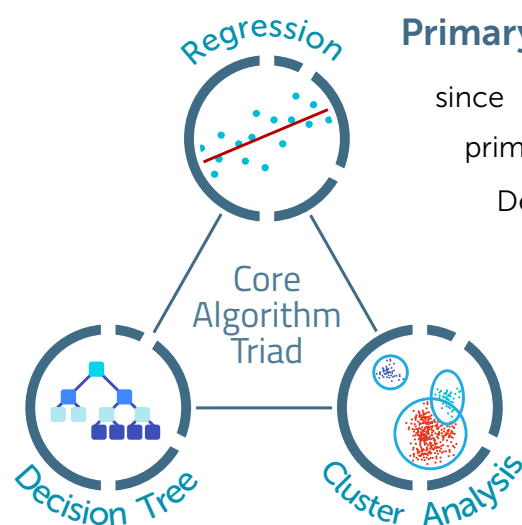 Regression
Primary
since
prim
De
Core
Algorithm
Triad
Decision Tree
Cluster Analysis